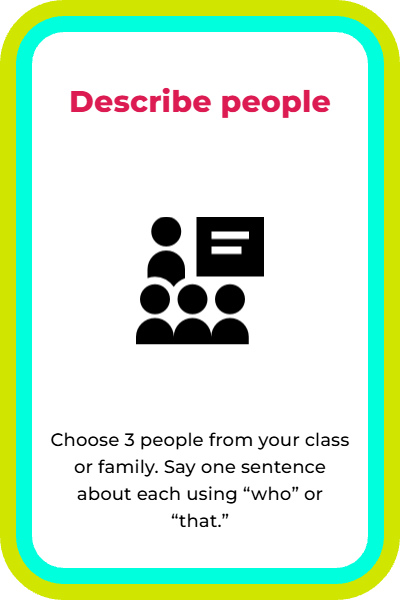 Describe people
Choose 3 people from your class
or family. Say one sentence
about each using “who” or
“that.”